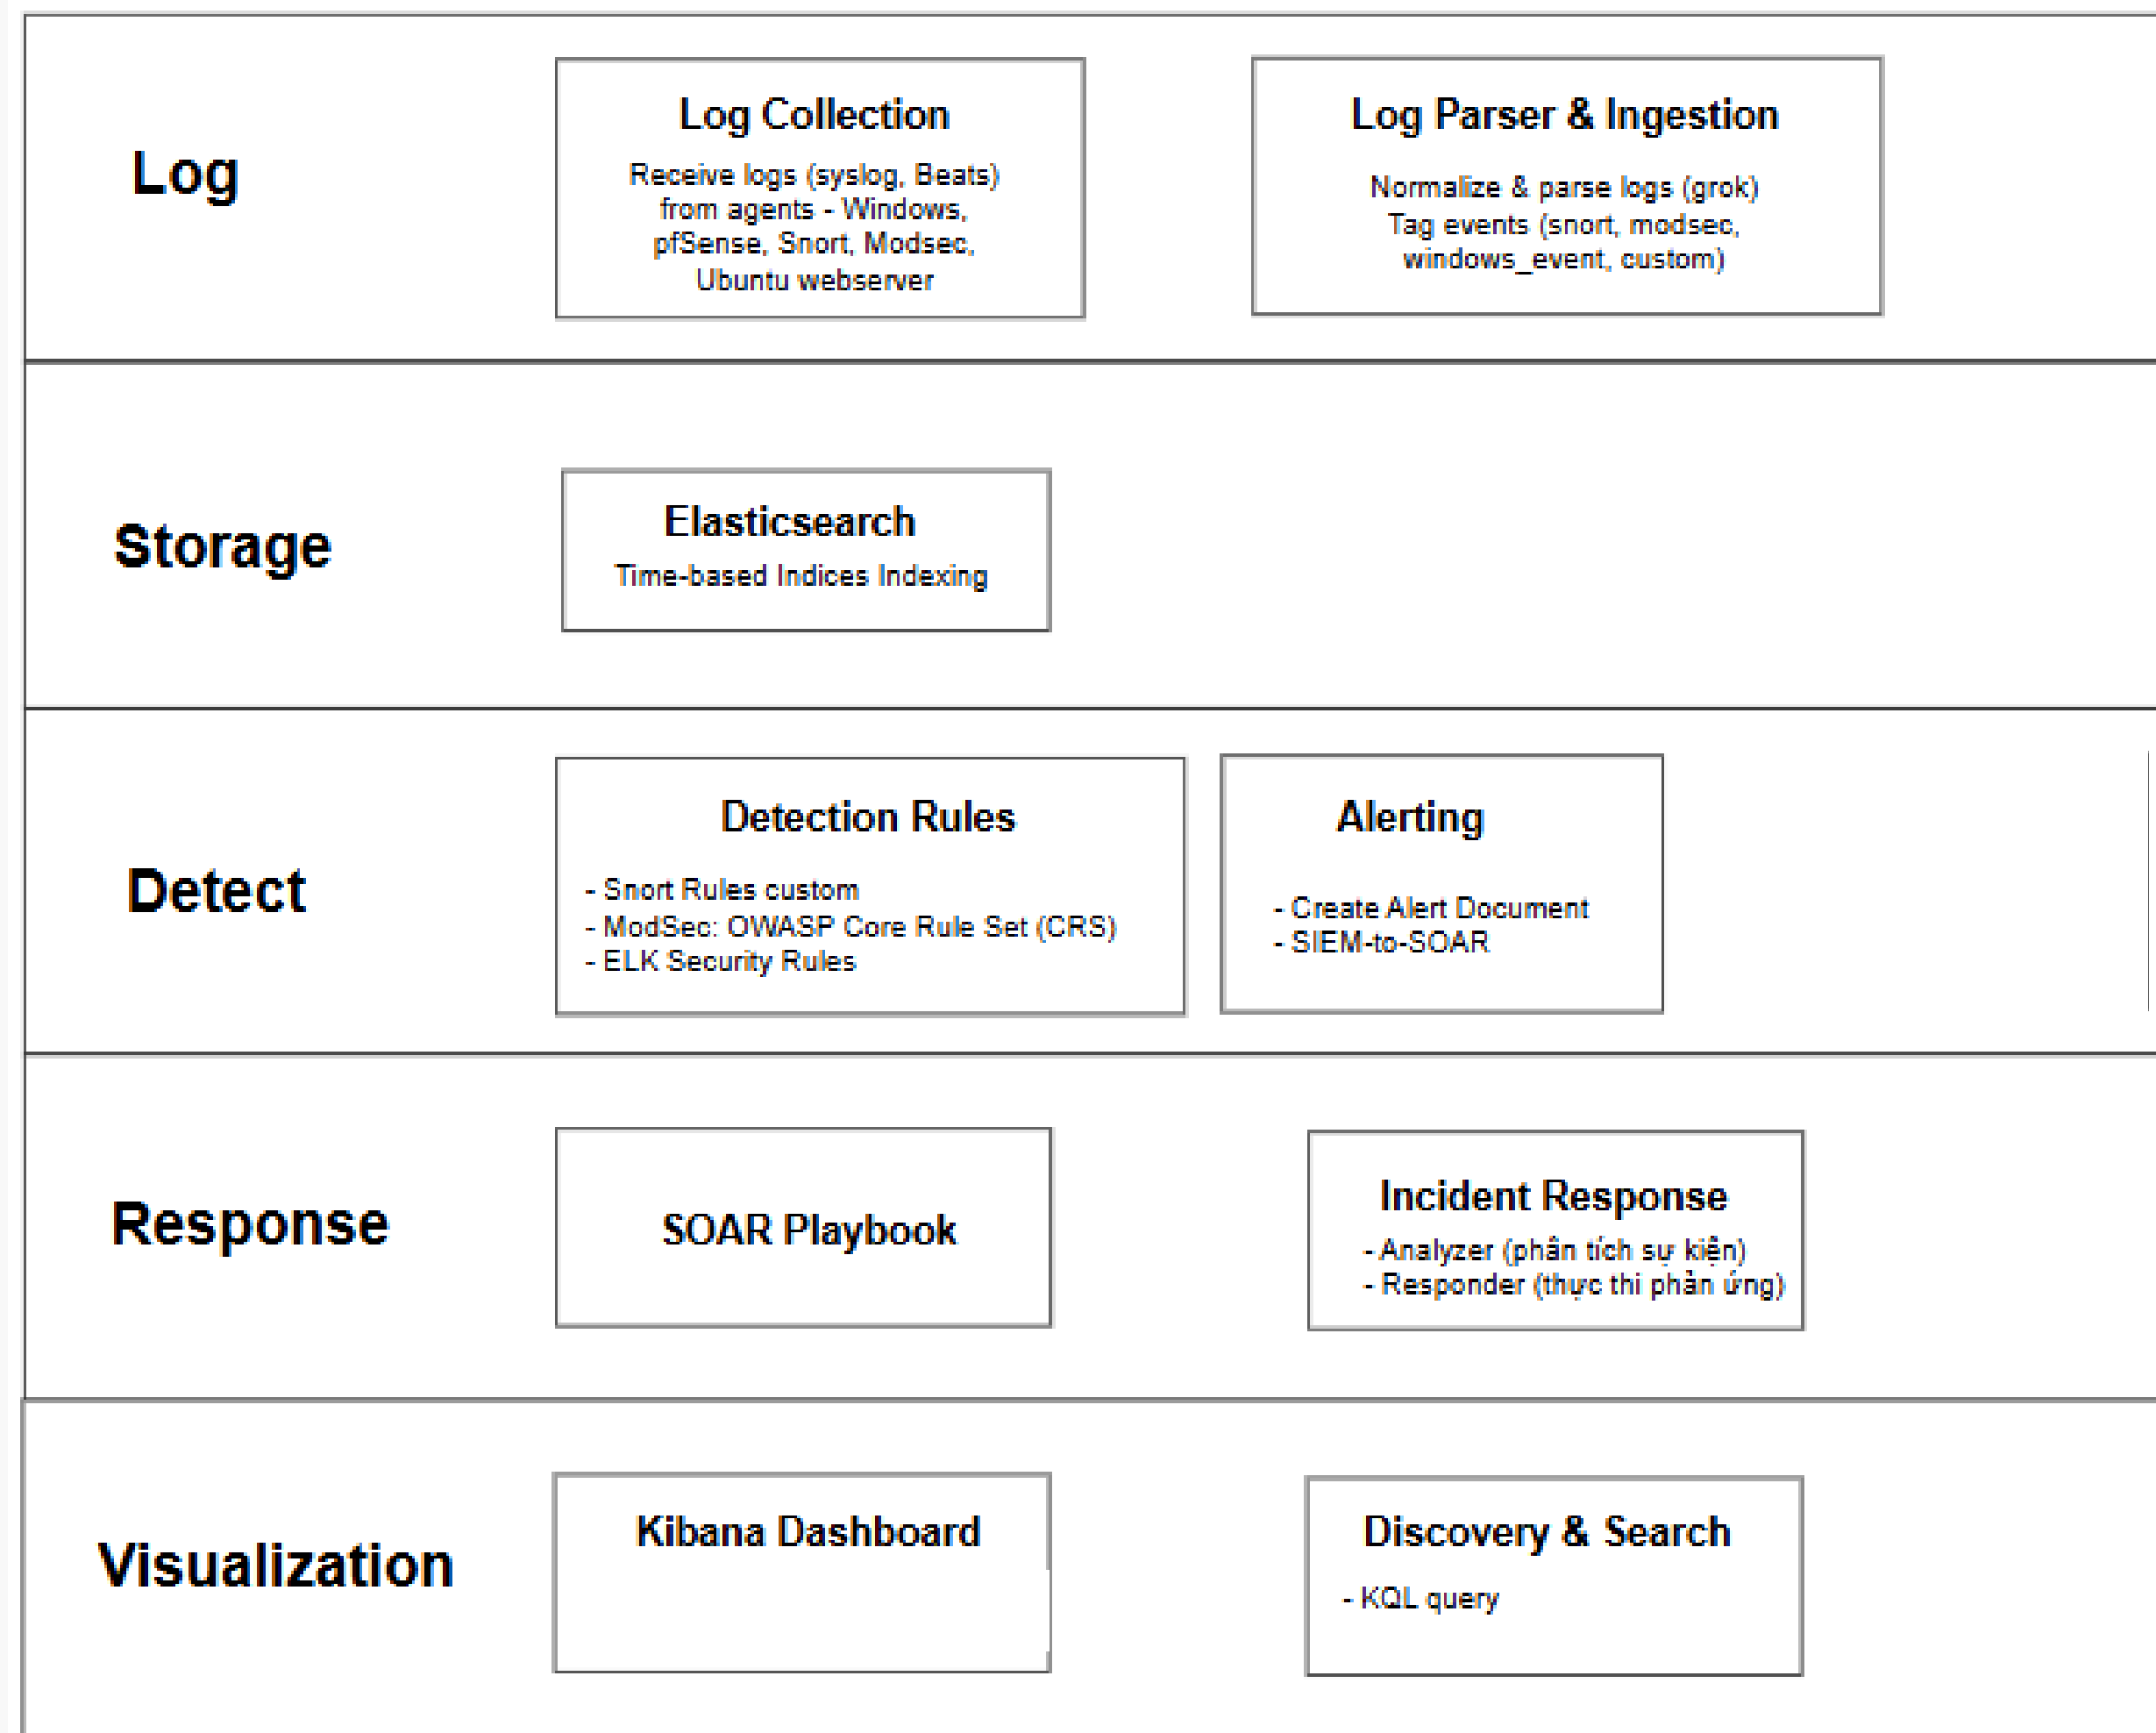 Log
Log Collection
Receive logs (syslog, Beats)
from agents - Windows,
pfSense, Snort, Modsec,
Ubuntu webserver
Log Parser & Ingestion
Normalize & parse logs (grok)
Tag events (snort, modsec,
windows_event, custom)
Storage
Elasticsearch
Time-based Indices Indexing
Detect
Detection Rules
- Snort Rules custom
- ModSec: OWASP Core Rule Set (CRS)
- ELK Security Rules
Alerting
- Create Alert Document
- SIEM-to-SOAR
Response
SOAR Playbook
Incident Response
- Analyzer (phân tích sự kiện)
- Responder (thực thi phản ứng)
Visualization
Kibana Dashboard
Discovery & Search
- KQL query